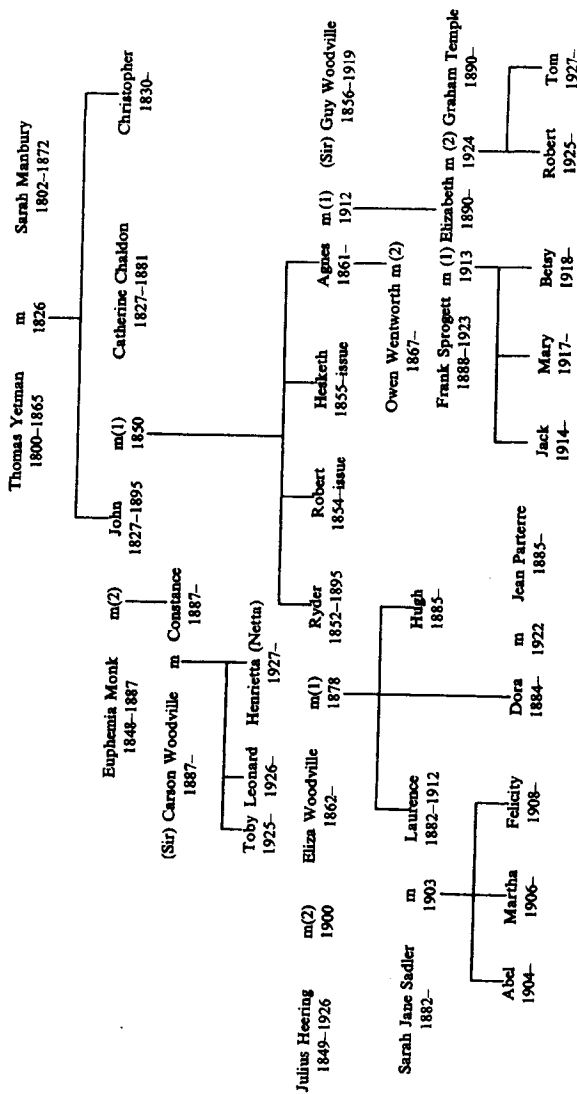 Thomas Yetman m Sarah Manbury
1800–1865 1826 1802–1872
Euphemia Monk m(2) John m(1) Catherine Chaldon Christopher
1848–1887 1827–1895 1850 1827–1881 1830–
(Sir) Carson Woodville m Constance
1887– 1887–
Toby Leonard Henrietta (Netta)
1925– 1926– 1927–
Julius Heering m(2) Eliza Woodville m(1) Ryder Robert Hesketh Agnes m(1) (Sir) Guy Woodville
1849–1926 1900 1862– 1878 1852–1895 1854–issue 1855–issue 1861– 1912 1856–1919
Owen Wentworth m(2)
1867–
Sarah Jane Sadler m Laurence Hugh
1882– 1903 1882–1912 1885–
Frank Sprogett m (1) Elizabeth m (2) Graham Temple
1888–1923 1913 1890– 1924 1890–
Abel Martha Felicity Dora m Jean Parterre
1904– 1906– 1908– 1884– 1922 1885–
Jack Mary Betsy Robert Tom
1914– 1917– 1918– 1925– 1927–